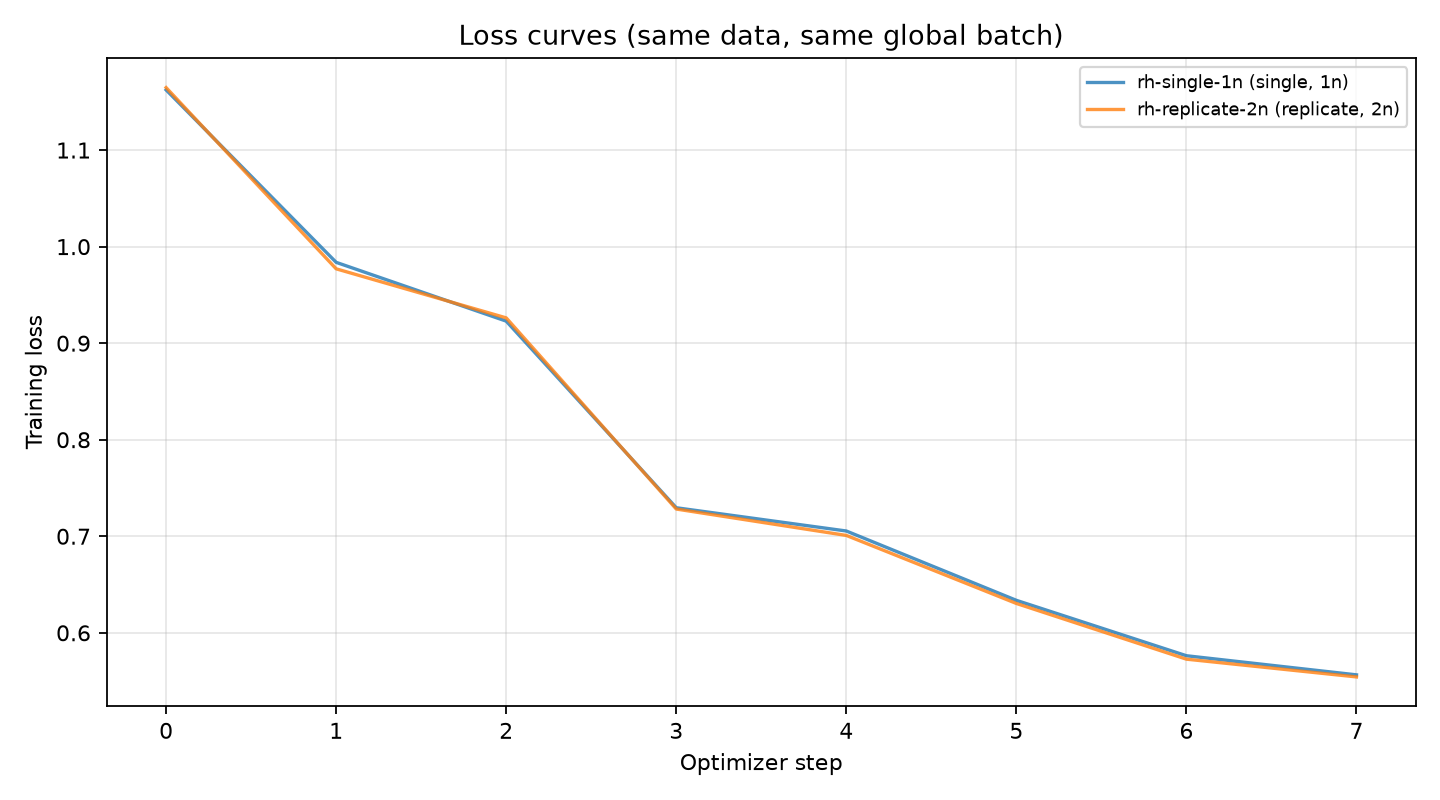 Loss curves (same data, same global batch)
rh-single-1n (single, 1n)
rh-replicate-2n (replicate, 2n)
Training loss
1.1
1.0
0.9
0.8
0.7
0.6
0 1 2 3 4 5 6 7
Optimizer step